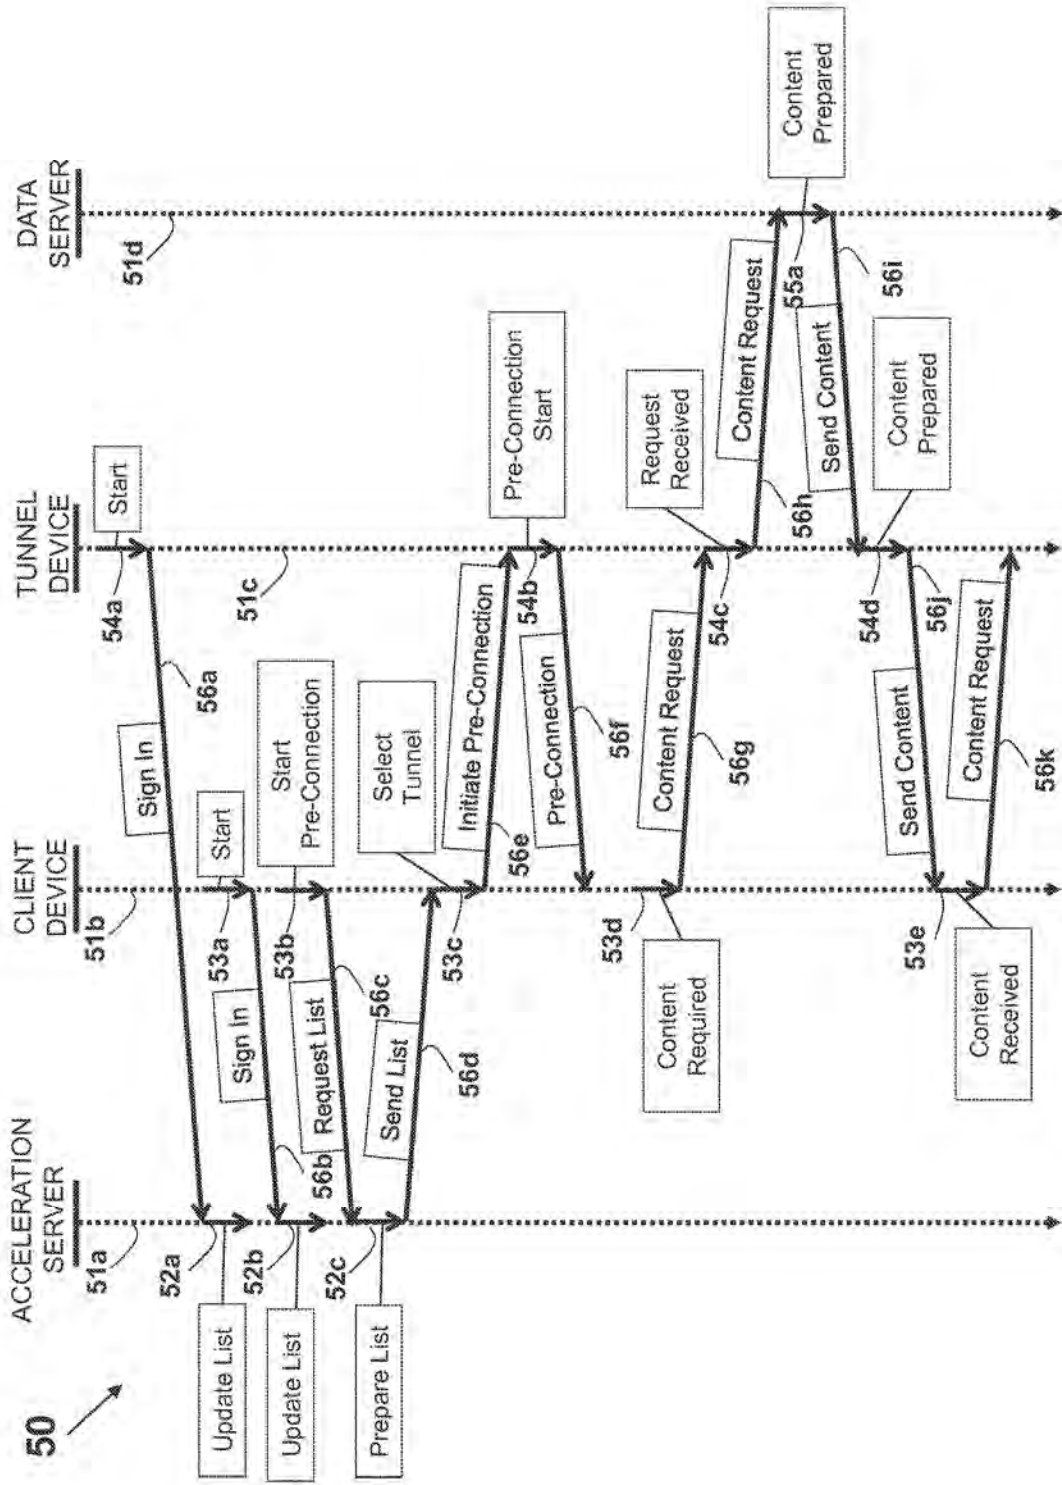 50
ACCELERATION
SERVER
CLIENT
DEVICE
TUNNEL
DEVICE
DATA
SERVER
51a
51b
51c
51d
54a
Start
56a
Sign In
52a
Update List
53a
Start
Sign In
56b
52b
Update List
53b
Start
Pre-Connection
Request List
56c
52c
Prepare List
Send List
56d
53c
Select
Tunnel
Initiate Pre-Connection
56e
54b
Pre-Connection
Start
Pre-Connection
56f
53d
Content
Required
Content Request
56g
54c
Request
Received
Content Request
56h
55a
Content
Prepared
Send Content
56i
54d
Content
Prepared
56j
Send Content
53e
Content
Received
Content Request
56k